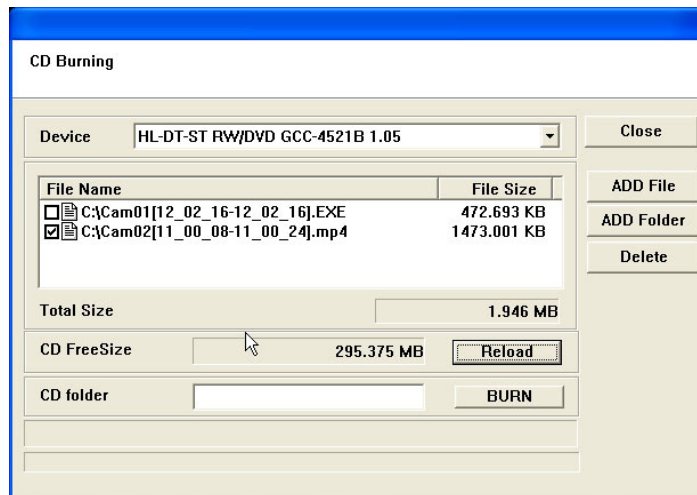 CD Burning
Device HL-DT-ST RW/DVD GCC-4521B 1.05 Close
File Name File Size ADD File
C:\Cam01[12_02_16-12_02_16].EXE 472.693 KB ADD Folder
C:\Cam02[11_00_08-11_00_24].mp4 1473.001 KB
Delete
Total Size 1.946 MB
CD FreeSize 295.375 MB Reload
CD folder BURN